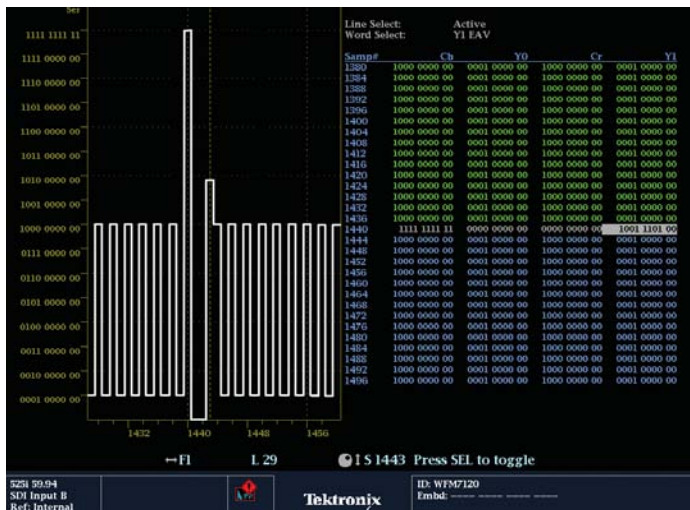 Line Select: Active
Word Select: Y1 EAV
Samp# Cb Y0 Cr Y1
1380 1000 0000 00 0001 0000 00 1000 0000 00 0001 0000 00
1384 1000 0000 00 0001 0000 00 1000 0000 00 0001 0000 00
1388 1000 0000 00 0001 0000 00 1000 0000 00 0001 0000 00
1392 1000 0000 00 0001 0000 00 1000 0000 00 0001 0000 00
1396 1000 0000 00 0001 0000 00 1000 0000 00 0001 0000 00
1400 1000 0000 00 0001 0000 00 1000 0000 00 0001 0000 00
1404 1000 0000 00 0001 0000 00 1000 0000 00 0001 0000 00
1408 1000 0000 00 0001 0000 00 1000 0000 00 0001 0000 00
1412 1000 0000 00 0001 0000 00 1000 0000 00 0001 0000 00
1416 1000 0000 00 0001 0000 00 1000 0000 00 0001 0000 00
1420 1000 0000 00 0001 0000 00 1000 0000 00 0001 0000 00
1424 1000 0000 00 0001 0000 00 1000 0000 00 0001 0000 00
1428 1000 0000 00 0001 0000 00 1000 0000 00 0001 0000 00
1432 1000 0000 00 0001 0000 00 1000 0000 00 0001 0000 00
1436 1000 0000 00 0001 0000 00 1000 0000 00 0001 0000 00
1440 1111 1111 11 0000 0000 00 0000 0000 00 1001 1101 00
1444 1000 0000 00 0001 0000 00 1000 0000 00 0001 0000 00
1448 1000 0000 00 0001 0000 00 1000 0000 00 0001 0000 00
1452 1000 0000 00 0001 0000 00 1000 0000 00 0001 0000 00
1456 1000 0000 00 0001 0000 00 1000 0000 00 0001 0000 00
1460 1000 0000 00 0001 0000 00 1000 0000 00 0001 0000 00
1464 1000 0000 00 0001 0000 00 1000 0000 00 0001 0000 00
1468 1000 0000 00 0001 0000 00 1000 0000 00 0001 0000 00
1472 1000 0000 00 0001 0000 00 1000 0000 00 0001 0000 00
1476 1000 0000 00 0001 0000 00 1000 0000 00 0001 0000 00
1480 1000 0000 00 0001 0000 00 1000 0000 00 0001 0000 00
1484 1000 0000 00 0001 0000 00 1000 0000 00 0001 0000 00
1488 1000 0000 00 0001 0000 00 1000 0000 00 0001 0000 00
1492 1000 0000 00 0001 0000 00 1000 0000 00 0001 0000 00
1496 1000 0000 00 0001 0000 00 1000 0000 00 0001 0000 00
1111 1111 11
1111 0000 00
1110 0000 00
1101 0000 00
1100 0000 00
1011 0000 00
1010 0000 00
1001 0000 00
1000 0000 00
0111 0000 00
0110 0000 00
0101 0000 00
0100 0000 00
0011 0000 00
0010 0000 00
0001 0000 00
1432 1440 1448 1456
F1 L 29 S 1443 Press SEL to toggle
525i 59.94
SDI Input B
Ref: Internal
Tektronix
ID: WFM7120
Embd: ---- ---- ---- ----